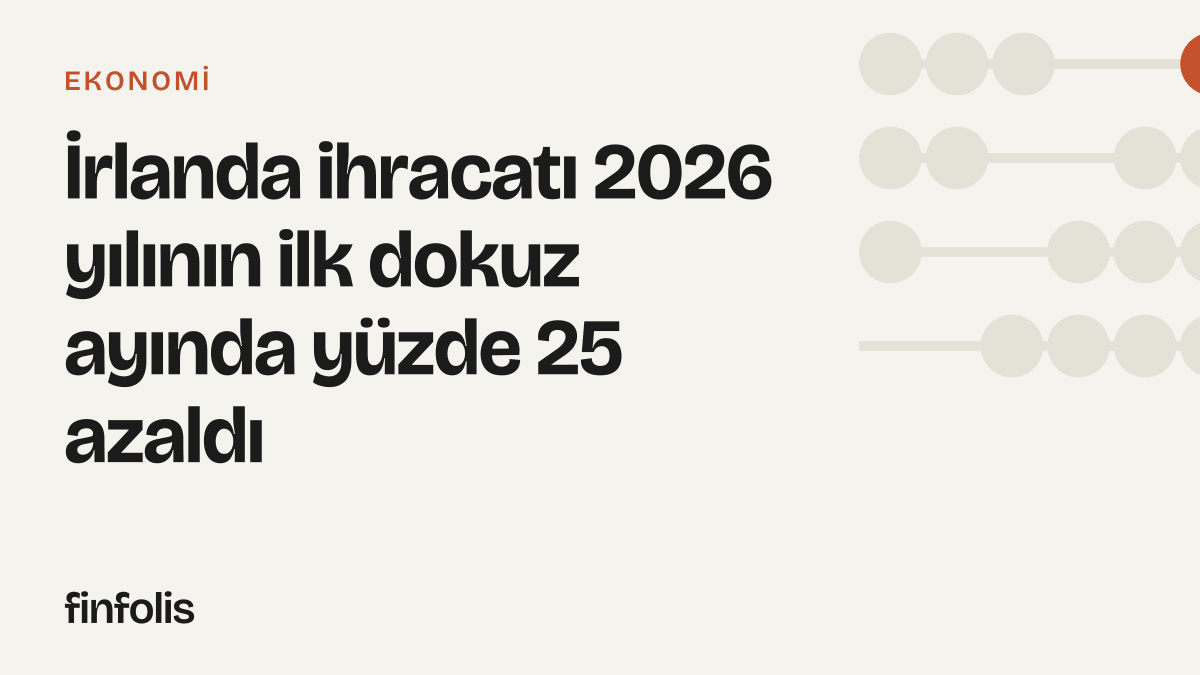 EKONOMİ
İrlanda ihracatı 2026
yılının ilk dokuz
ayında yüzde 25
azaldı
finfolis